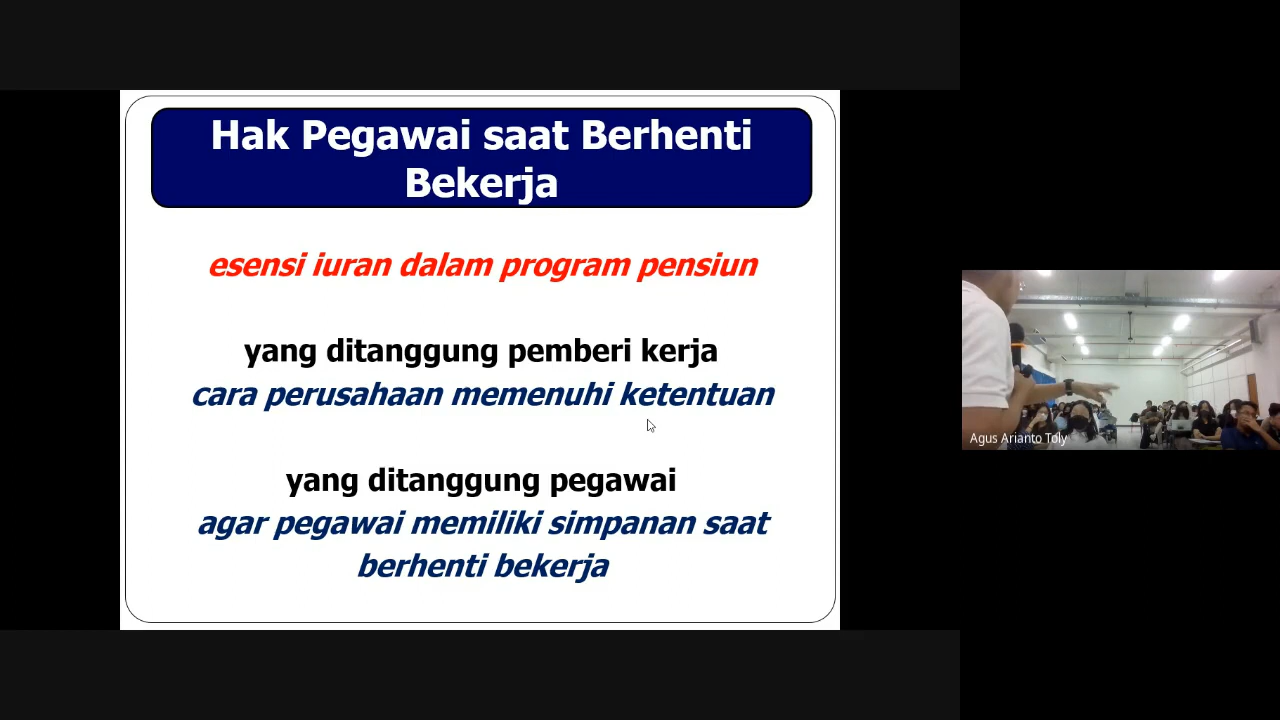 Hak Pegawai saat Berhenti
Bekerja
esensi iuran dalam program pensiun
yang ditanggung pemberi kerja
cara perusahaan memenuhi ketentuan
yang ditanggung pegawai
agar pegawai memiliki simpanan saat
berhenti bekerja
Agus Arianto Toly